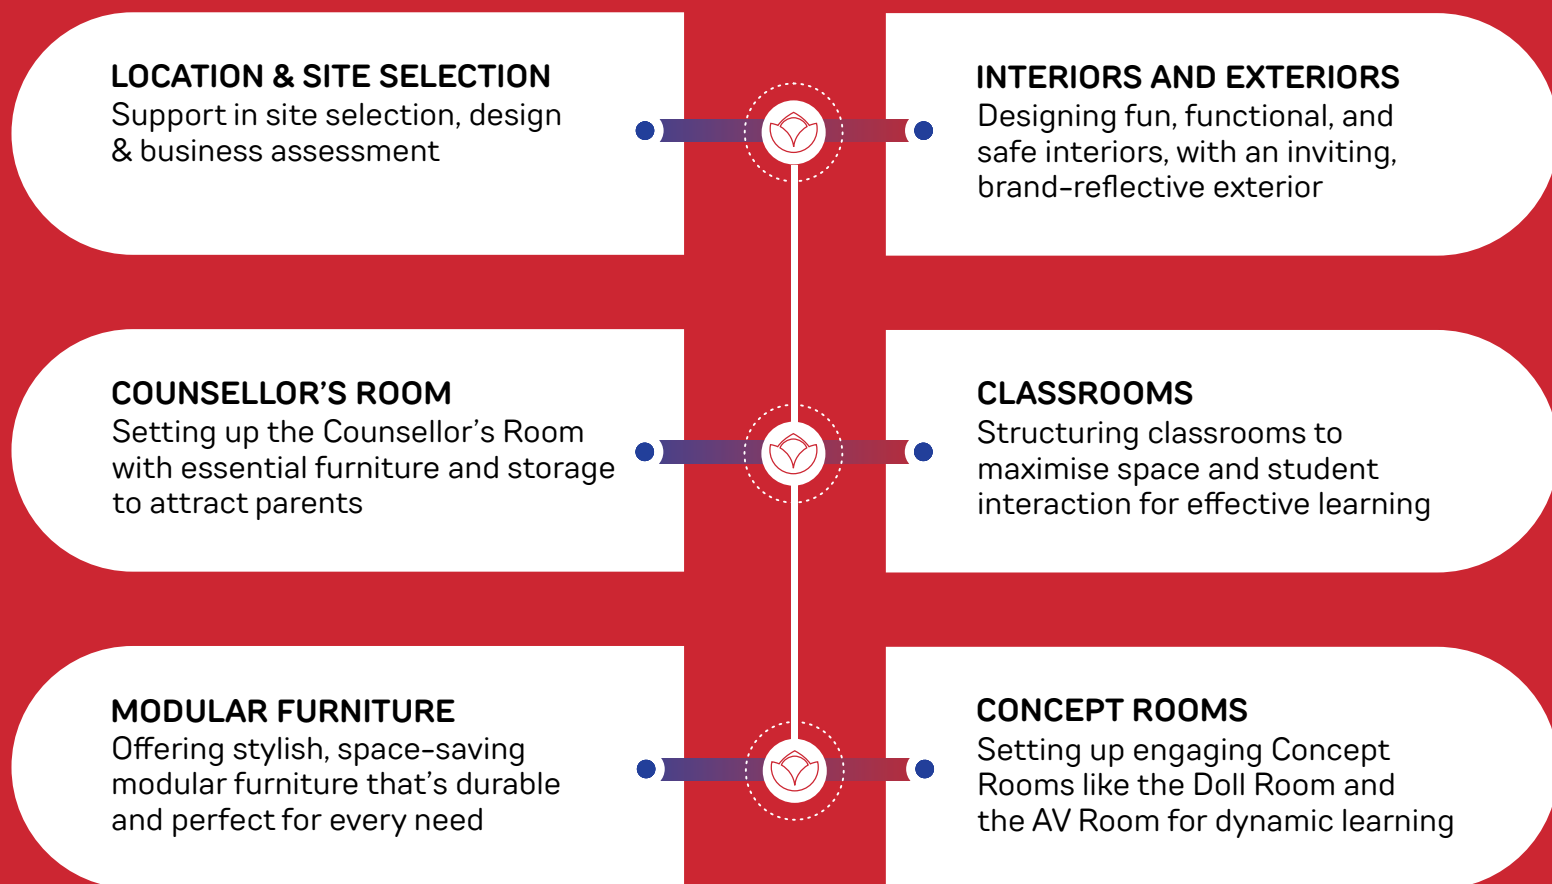 LOCATION & SITE SELECTION
Support in site selection, design
& business assessment
INTERIORS AND EXTERIORS
Designing fun, functional, and
safe interiors, with an inviting,
brand-reflective exterior
COUNSELLOR’S ROOM
Setting up the Counsellor’s Room
with essential furniture and storage
to attract parents
CLASSROOMS
Structuring classrooms to
maximise space and student
interaction for effective learning
MODULAR FURNITURE
Offering stylish, space-saving
modular furniture that’s durable
and perfect for every need
CONCEPT ROOMS
Setting up engaging Concept
Rooms like the Doll Room and
the AV Room for dynamic learning